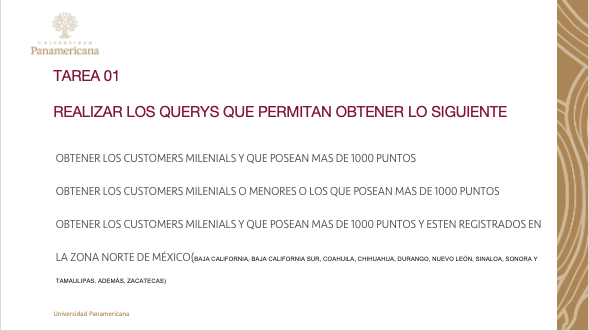 UNIVERSIDAD
Panamericana
TAREA 01
REALIZAR LOS QUERYS QUE PERMITAN OBTENER LO SIGUIENTE
OBTENER LOS CUSTOMERS MILENIALS Y QUE POSEAN MAS DE 1000 PUNTOS
OBTENER LOS CUSTOMERS MILENIALS O MENORES O LOS QUE POSEAN MAS DE 1000 PUNTOS
OBTENER LOS CUSTOMERS MILENIALS Y QUE POSEAN MAS DE 1000 PUNTOS Y ESTEN REGISTRADOS EN
LA ZONA NORTE DE MÉXICO(BAJA CALIFORNIA, BAJA CALIFORNIA SUR, COAHUILA, CHIHUAHUA, DURANGO, NUEVO LEÓN, SINALOA, SONORA Y
TAMAULIPAS. ADEMÁS, ZACATECAS)
Universidad Panamericana